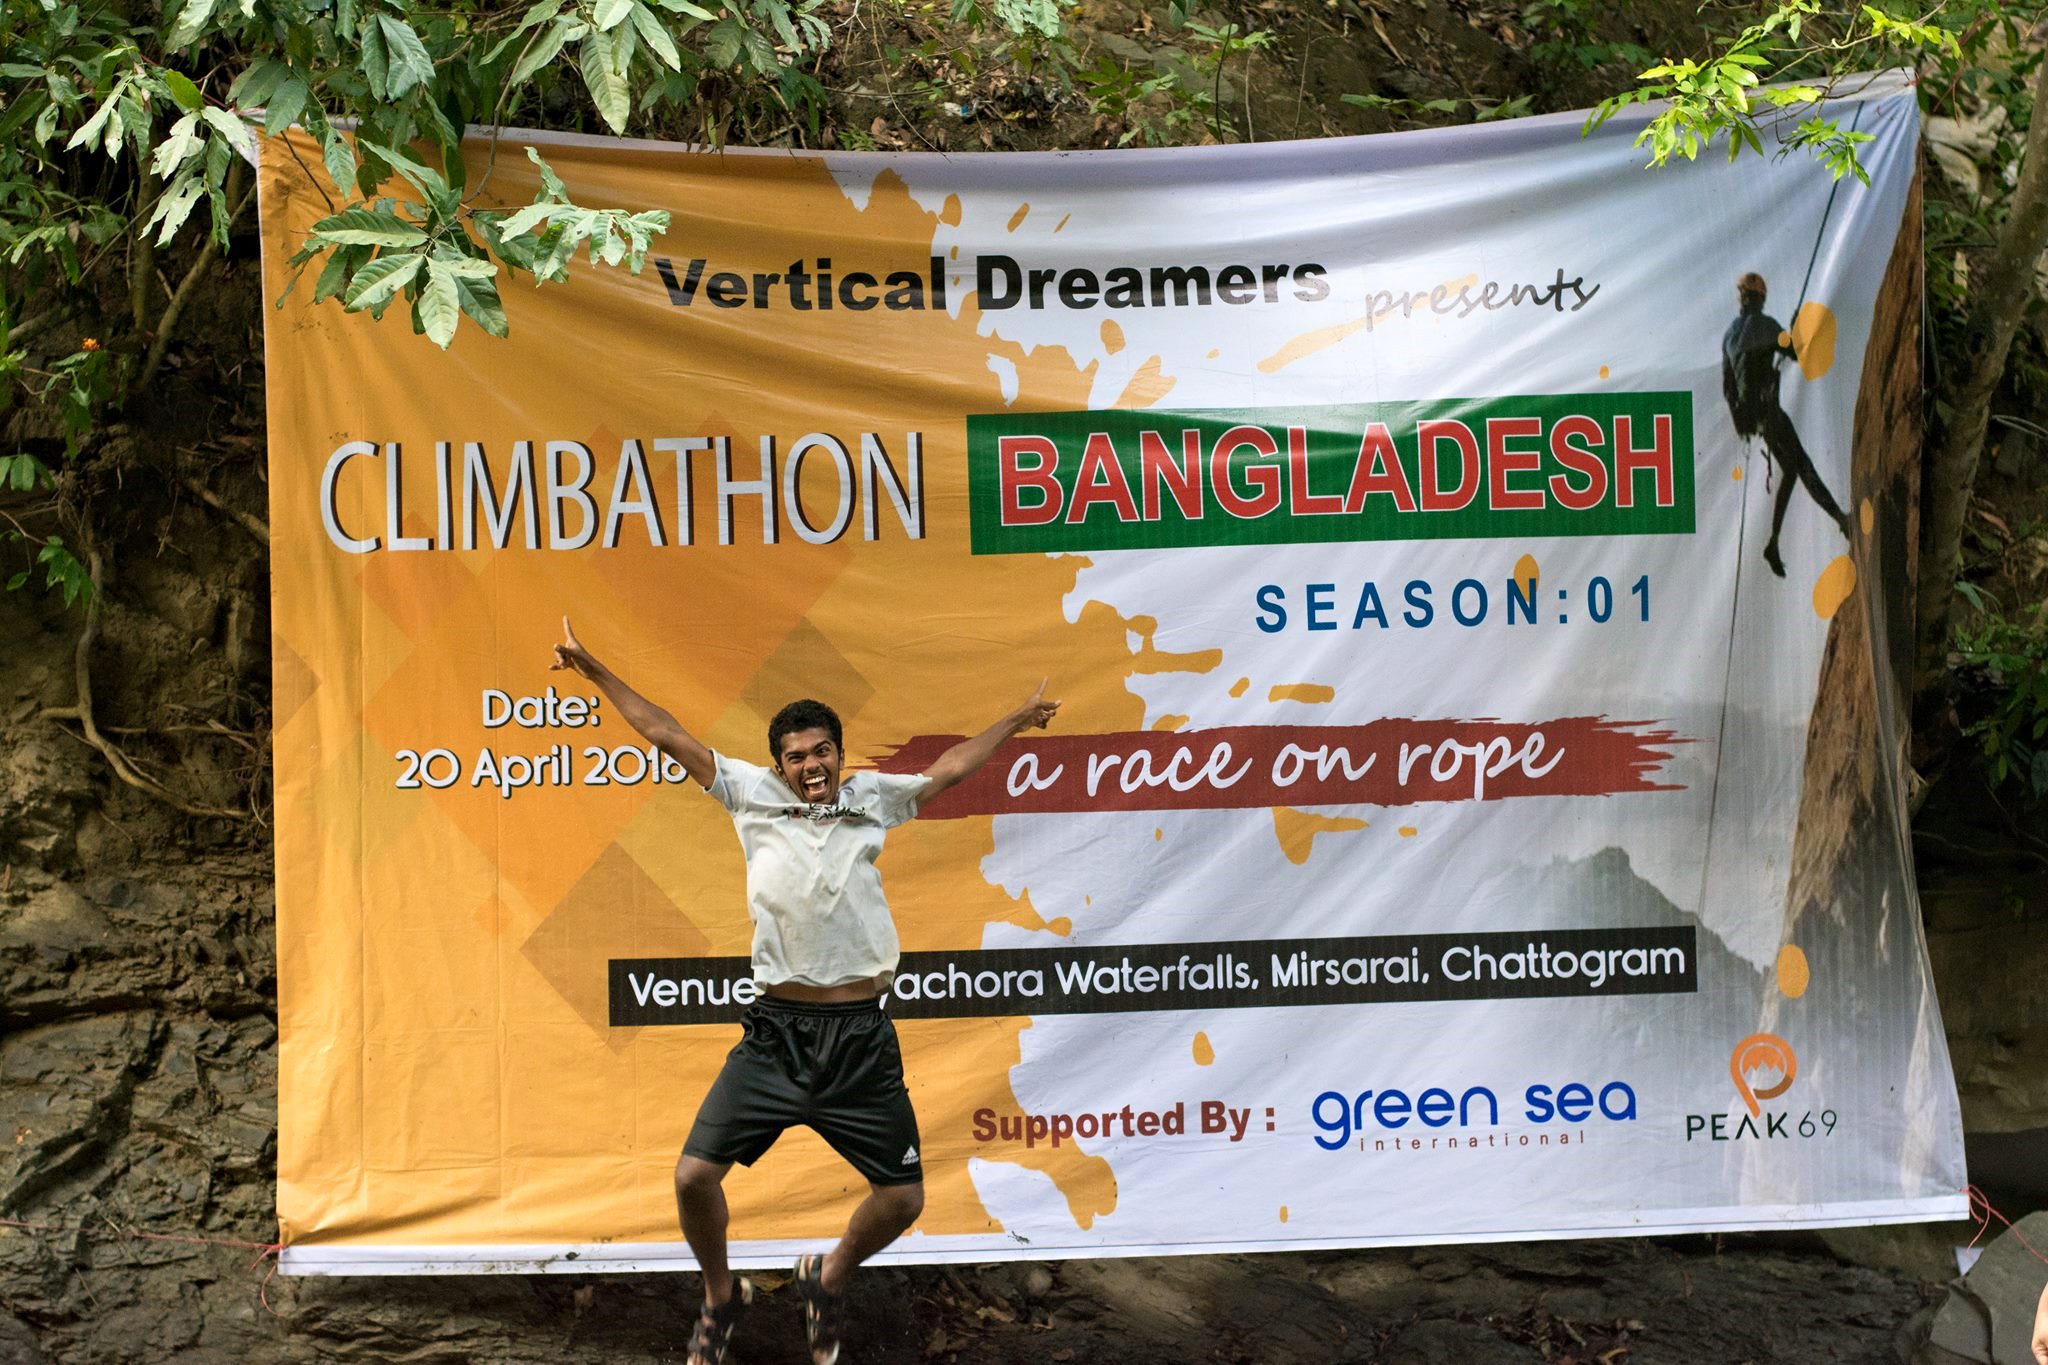 Vertical Dreamers presents
CLIMBATHON BANGLADESH
SEASON:01
Date:
20 April 2018
a race on rope
Venue
Waterfalls, Mirsarai, Chattogram
Supported By :
green sea
international
PEAK69
adidas